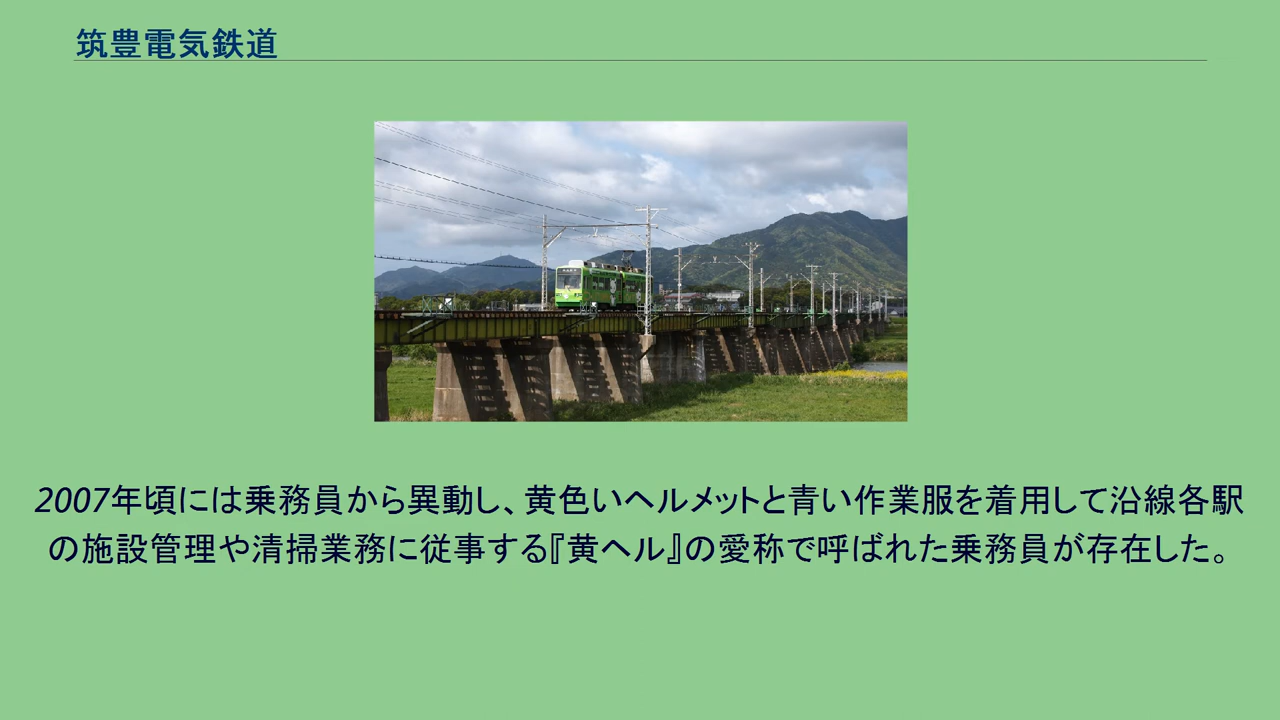 筑豊電気鉄道
2007年頃には乗務員から異動し、黄色いヘルメットと青い作業服を着用して沿線各駅
の施設管理や清掃業務に従事する『黄ヘル』の愛称で呼ばれた乗務員が存在した。